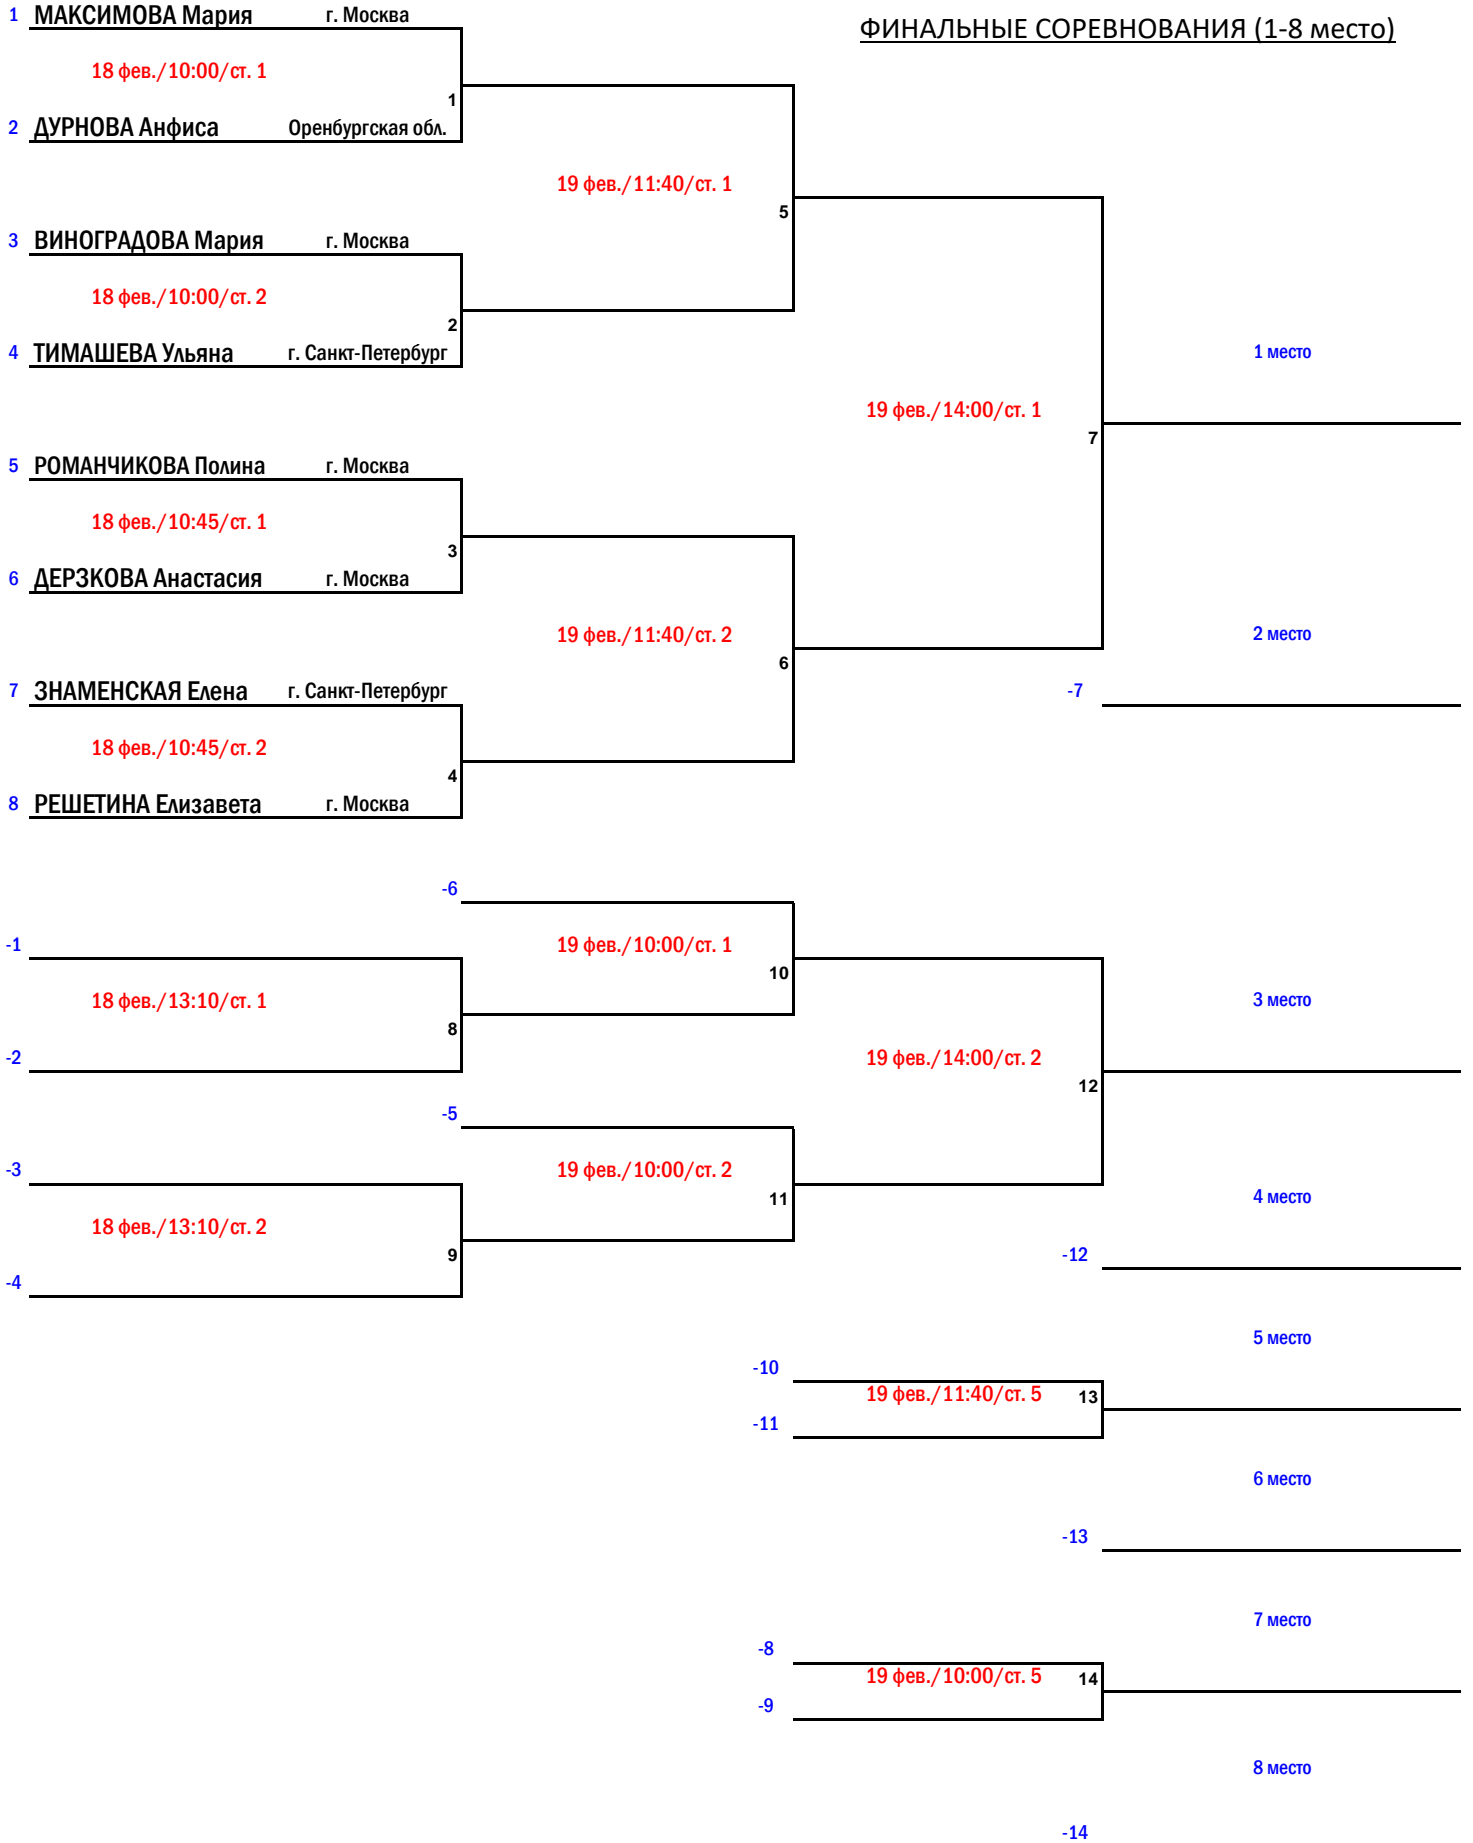 1 МАКСИМОВА Мария г. Москва
ФИНАЛЬНЫЕ СОРЕВНОВАНИЯ (1-8 место)
18 фев./10:00/ст. 1
1
2 ДУРНОВА Анфиса Оренбургская обл.
19 фев./11:40/ст. 1
5
3 ВИНОГРАДОВА Мария г. Москва
18 фев./10:00/ст. 2
2
4 ТИМАШЕВА Ульяна г. Санкт-Петербург
1 место
19 фев./14:00/ст. 1
7
5 РОМАНЧИКОВА Полина г. Москва
18 фев./10:45/ст. 1
3
6 ДЕРЗКОВА Анастасия г. Москва
19 фев./11:40/ст. 2
2 место
6
7 ЗНАМЕНСКАЯ Елена г. Санкт-Петербург
-7
18 фев./10:45/ст. 2
4
8 РЕШЕТИНА Елизавета г. Москва
-6
-1
19 фев./10:00/ст. 1
10
18 фев./13:10/ст. 1
3 место
8
-2
19 фев./14:00/ст. 2
12
-5
-3
19 фев./10:00/ст. 2
11
4 место
18 фев./13:10/ст. 2
9
-12
-4
5 место
-10
19 фев./11:40/ст. 5
13
-11
6 место
-13
7 место
-8
19 фев./10:00/ст. 5
14
-9
8 место
-14